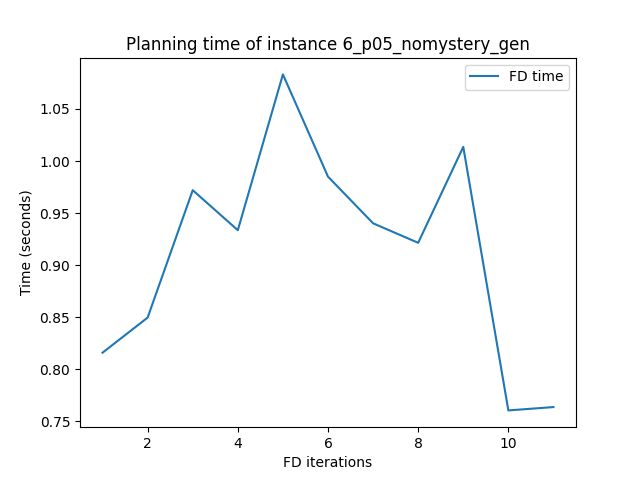 Planning time of instance 6_p05_nomystery_gen
FD time
Time (seconds)
1.05
1.00
0.95
0.90
0.85
0.80
0.75
2 4 6 8 10
FD iterations